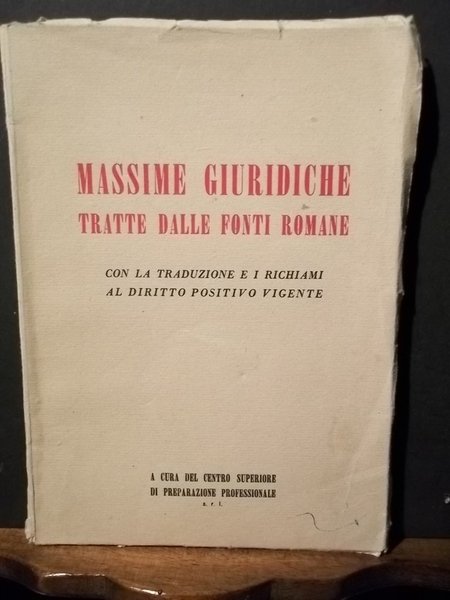 MASSIME GIURIDICHE
TRATTE DALLE FONTI ROMANE
CON LA TRADUZIONE E I RICHIAMI
AL DIRITTO POSITIVO VIGENTE
A CURA DEL CENTRO SUPERIORE
DI PREPARAZIONE PROFESSIONALE
s. r. l.